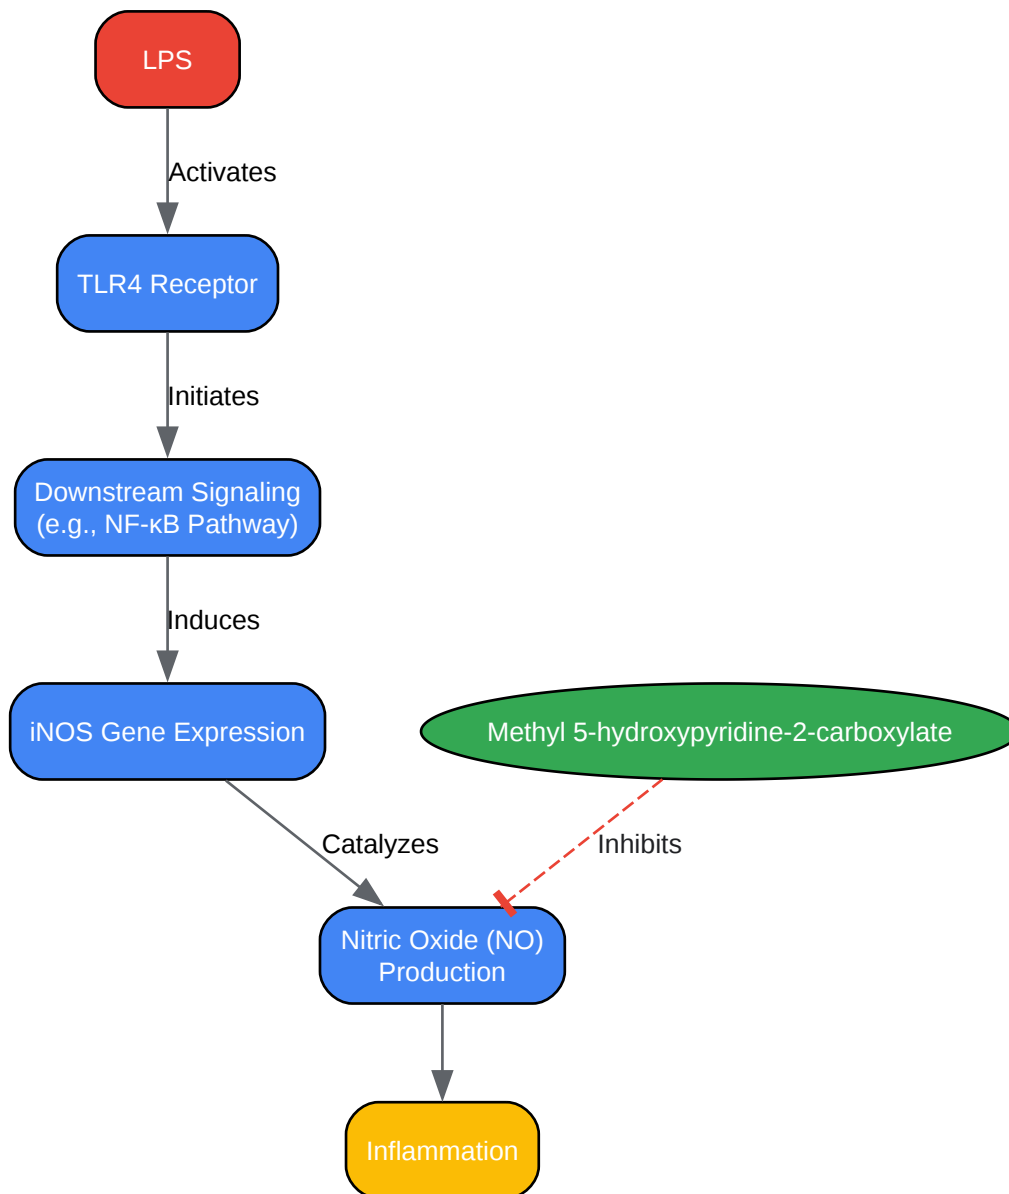 LPS
Activates
TLR4 Receptor
Initiates
Downstream Signaling
(e.g., NF-κB Pathway)
Induces
iNOS Gene Expression
Methyl 5-hydroxypyridine-2-carboxylate
Catalyzes
Inhibits
Nitric Oxide (NO)
Production
Inflammation